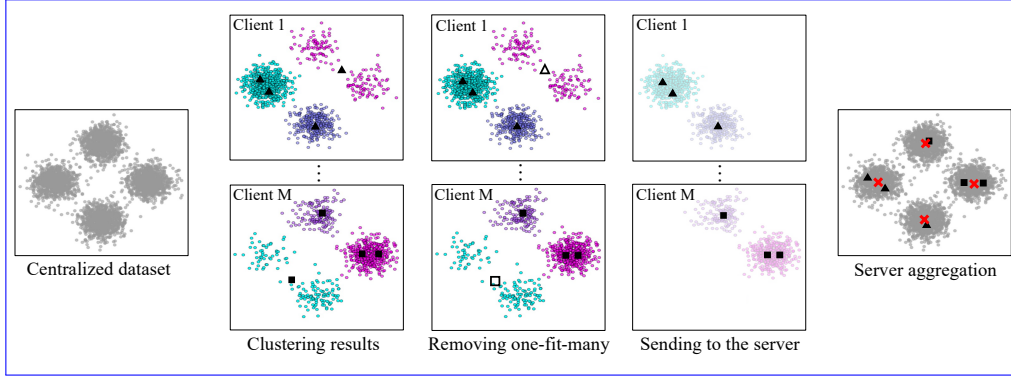 Client 1
Client 1
Client 1
Client M
Client M
Client M
Centralized dataset
Server aggregation
Clustering results
Removing one-fit-many
Sending to the server